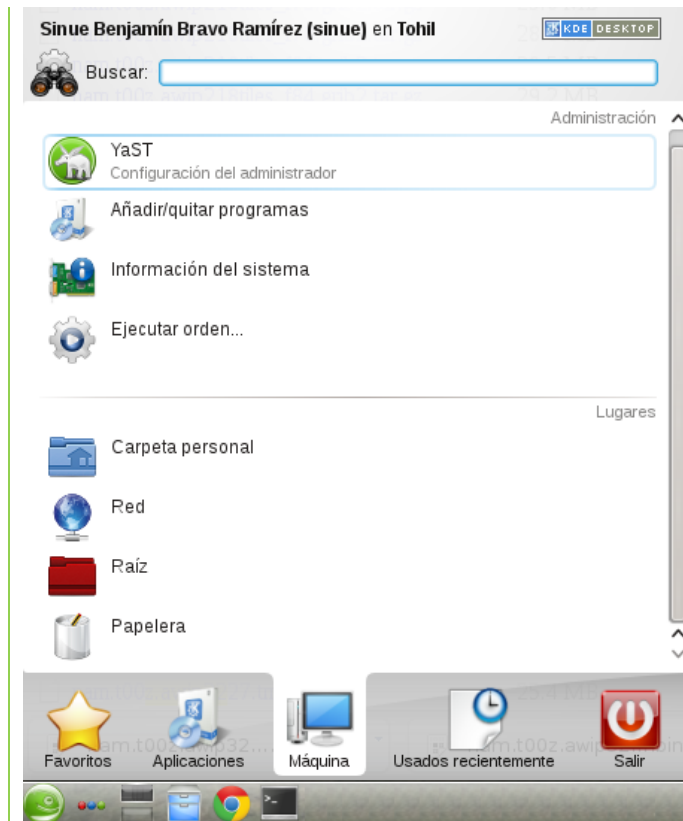 Sinue Benjamín Bravo Ramírez (sinue) en Tohil
KDE DESKTOP
Buscar:
Administración
YaST
Configuración del administrador
Añadir/quitar programas
Información del sistema
Ejecutar orden...
Lugares
Carpeta personal
Red
Raíz
Papelera
Favoritos
Aplicaciones
Máquina
Usados recientemente
Salir